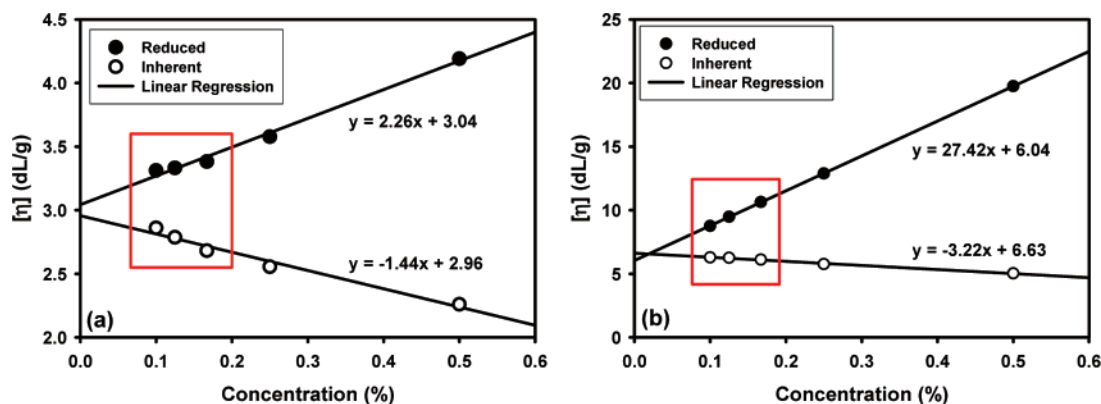 4.5
4.0
3.5
3.0
2.5
2.0
[η] (dL/g)
Reduced
Inherent
Linear Regression
y = 2.26x + 3.04
y = -1.44x + 2.96
(a)
0.0 0.1 0.2 0.3 0.4 0.5 0.6
Concentration (%)
25
20
15
10
5
0
[η] (dL/g)
Reduced
Inherent
Linear Regression
y = 27.42x + 6.04
y = -3.22x + 6.63
(b)
0.0 0.1 0.2 0.3 0.4 0.5 0.6
Concentration (%)